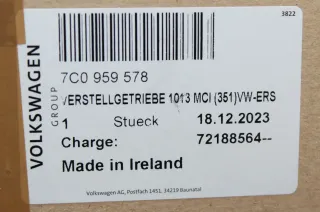 3822
VOLKSWAGEN
GROUP
7C0 959 578
VERSTELLGETRIEBE 1013 MCI (351)VW-ERS
1 Stueck 18.12.2023
Charge: 72188564--
Made in Ireland
Volkswagen AG, Postfach 1451, 34219 Baunatal